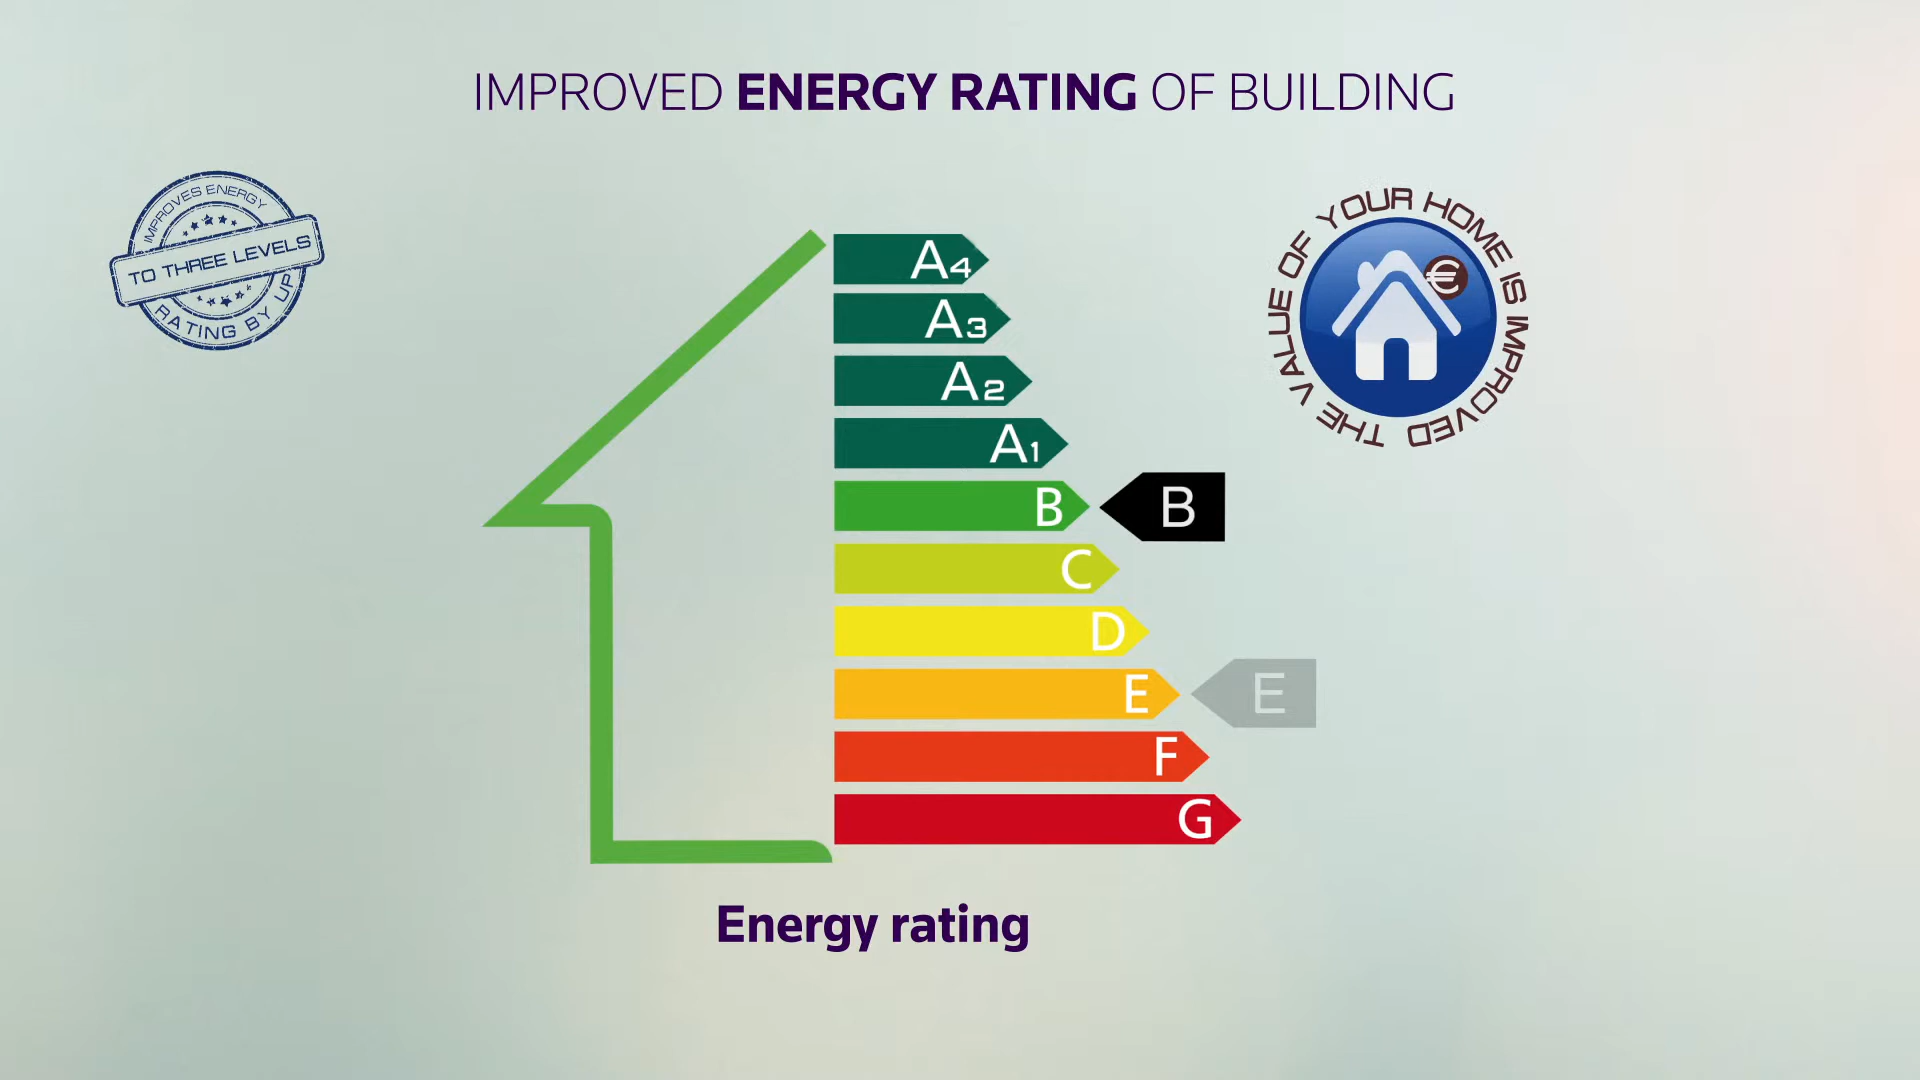 IMPROVED ENERGY RATING OF BUILDING
IMPROVES ENERGY
TO THREE LEVELS
RATING BY UP
THE VALUE OF YOUR HOME IS IMPROVED
€
A4
A3
A2
A1
B B
C
D
E E
F
G
Energy rating